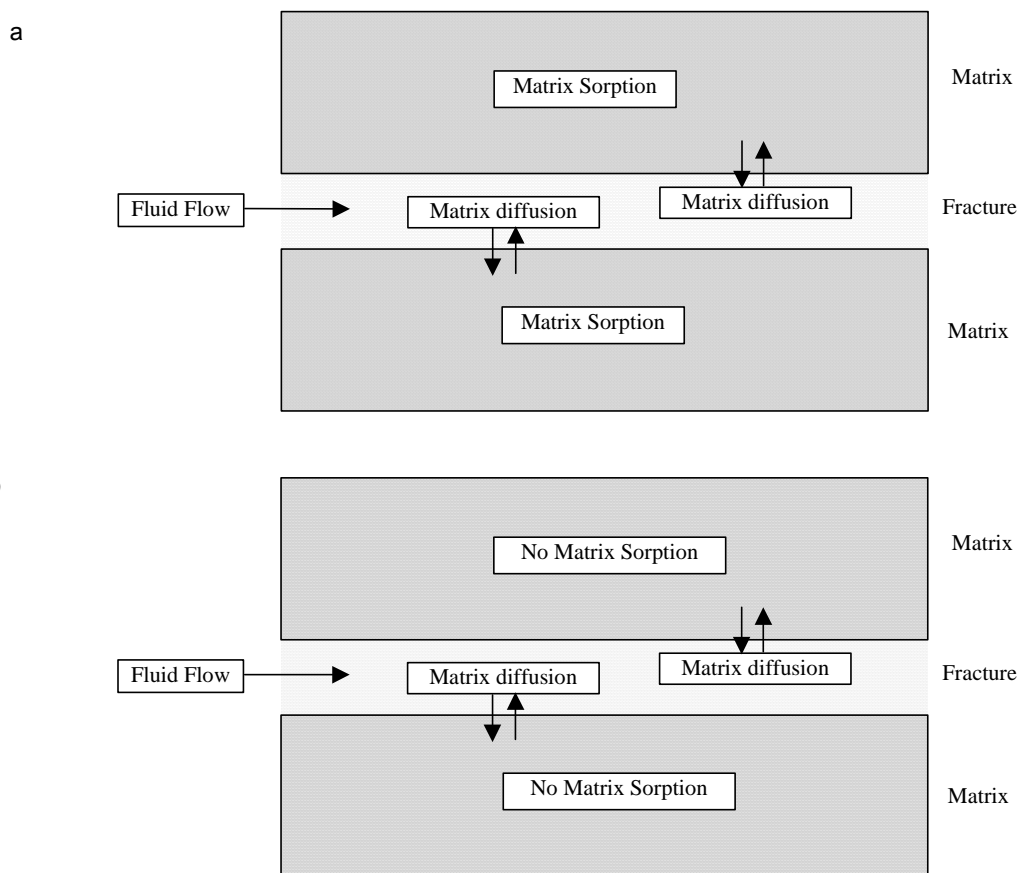 a
Matrix Sorption
Matrix
Fluid Flow
Matrix diffusion
Matrix diffusion
Fracture
Matrix Sorption
Matrix
No Matrix Sorption
Matrix
Fluid Flow
Matrix diffusion
Matrix diffusion
Fracture
No Matrix Sorption
Matrix